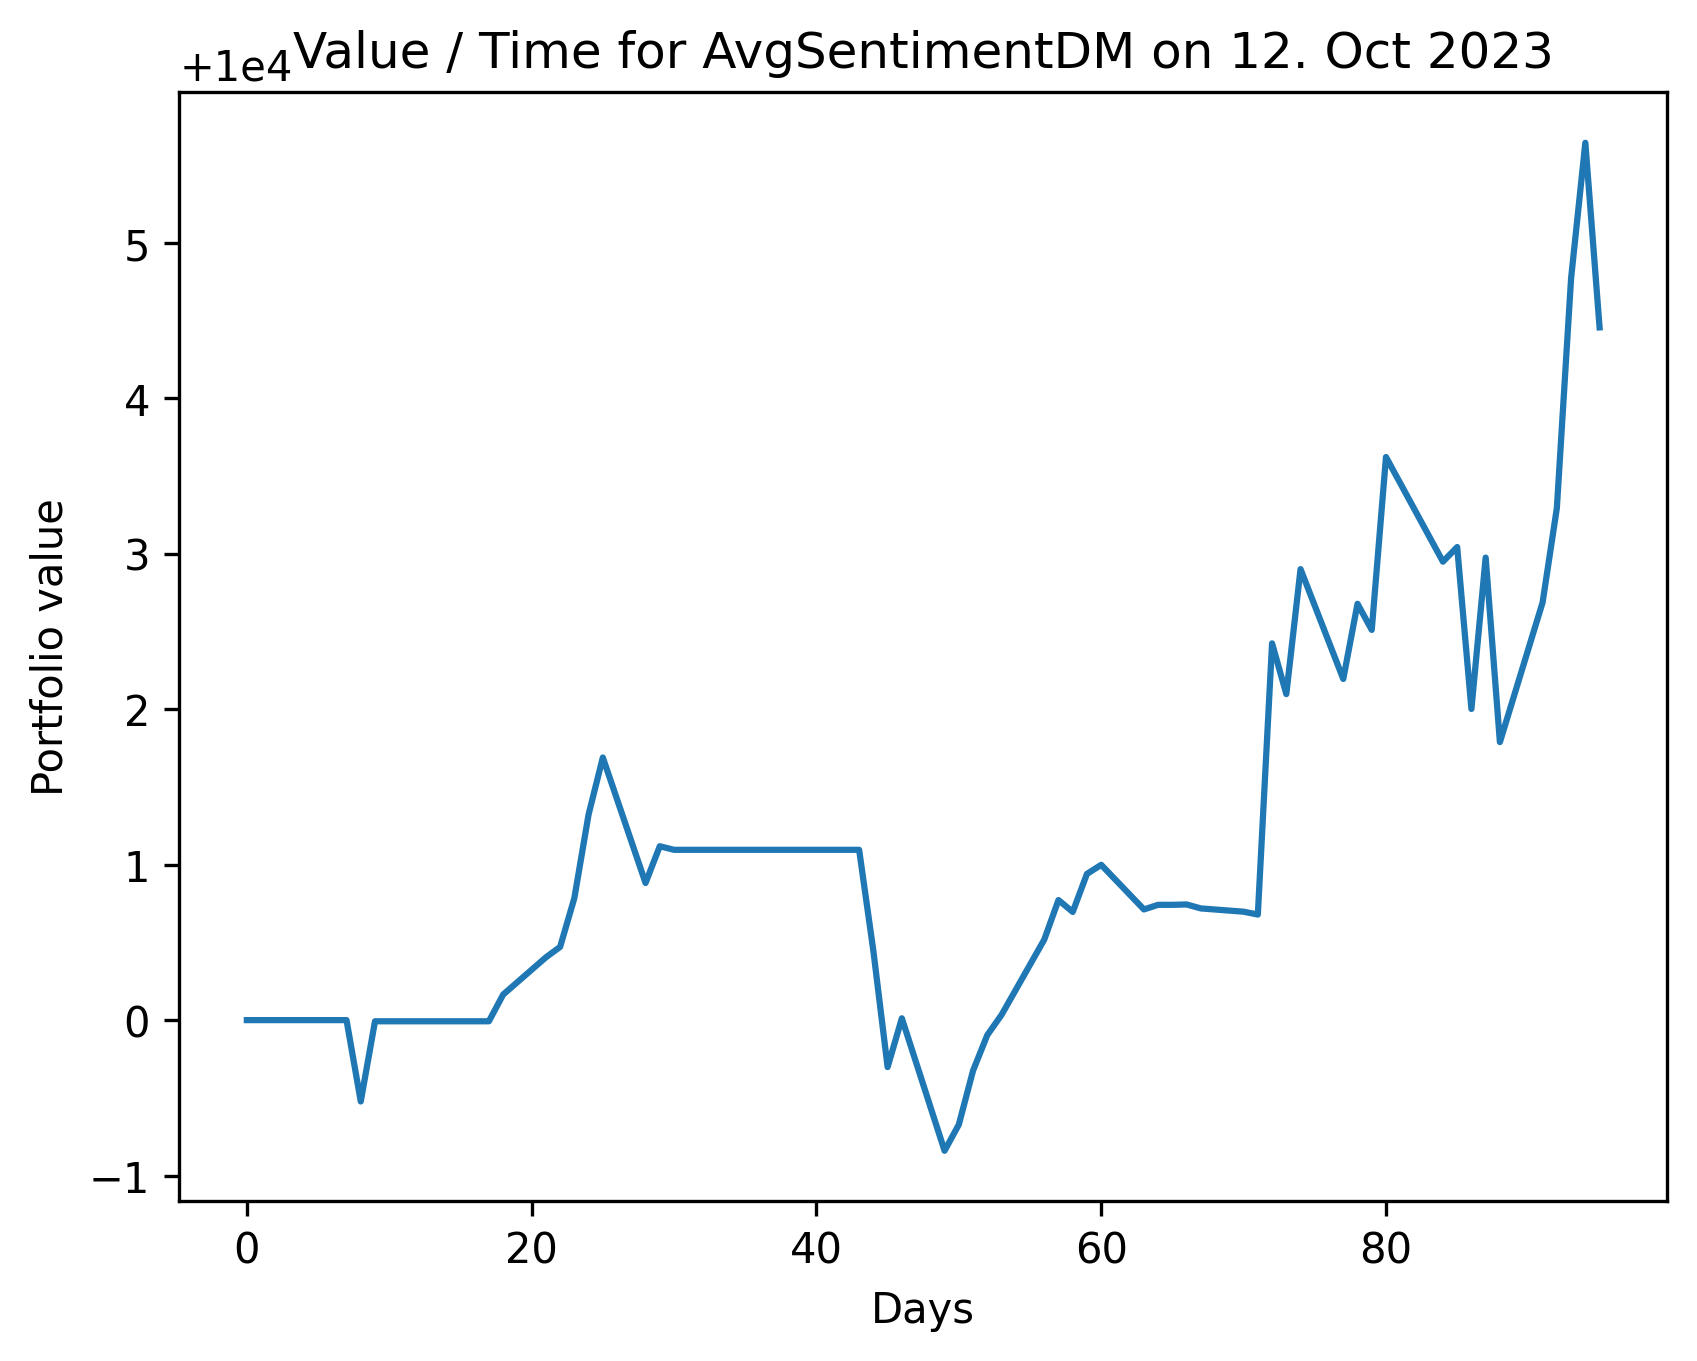 +1e4
Value / Time for AvgSentimentDM on 12. Oct 2023
5
4
3
2
1
0
−1
Portfolio value
0 20 40 60 80
Days